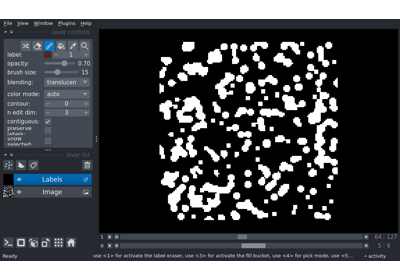 File View Window Plugins Help
layer controls
label: 1
opacity: 0.70
brush size: 15
blending: translucen
color mode: auto
contour: 0
n edit dim: 3
contiguous:
preserve
labels:
show
selected:
layer list
Labels
Image
1 64 127
0 5 9
Ready use <1> for activate the label eraser, use <3> for activate the fill bucket, use <4> for pick mode, use <5... activity